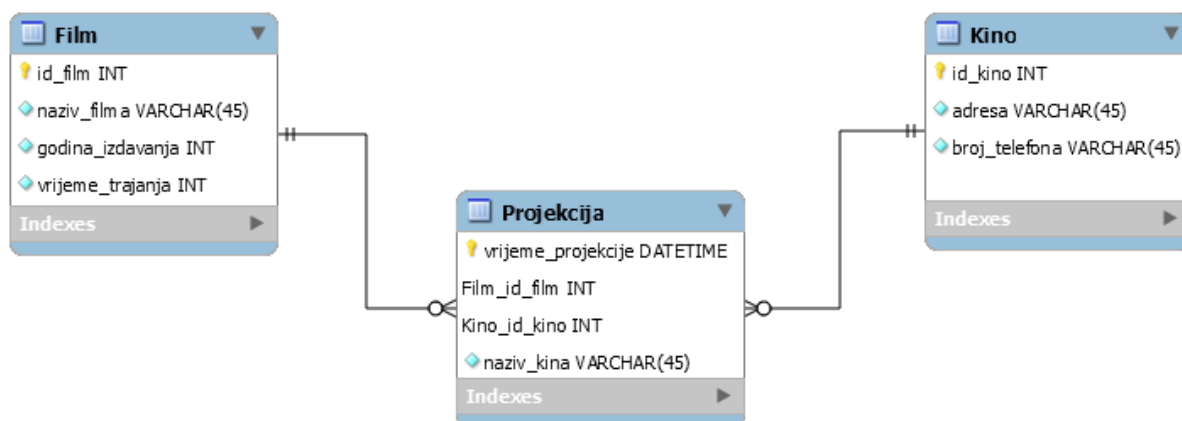 Film
id_film INT
naziv_filma VARCHAR(45)
godina_izdavanja INT
vrijeme_trajanja INT
Indexes
Projekcija
vrijeme_projekcije DATETIME
Film_id_film INT
Kino_id_kino INT
naziv_kina VARCHAR(45)
Indexes
Kino
id_kino INT
adresa VARCHAR(45)
broj_telefona VARCHAR(45)
Indexes